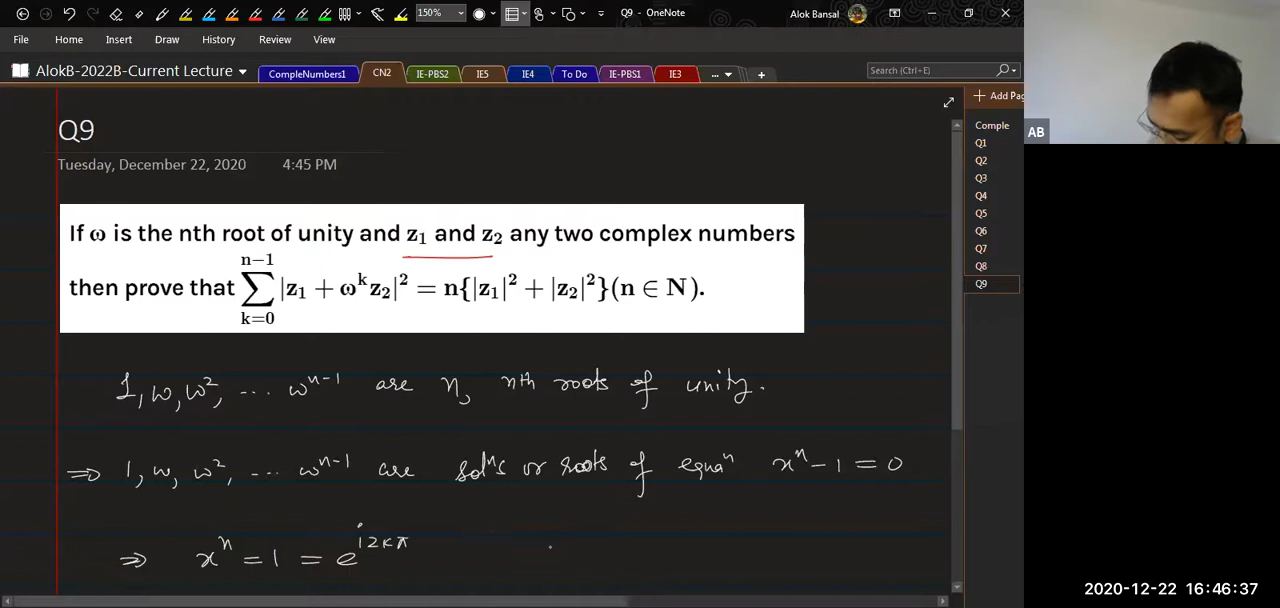 150%
Q9 - OneNote
Alok Bansal
File Home Insert Draw History Review View
AlokB-2022B-Current Lecture
CompleNumbers1 CN2 IE-PBS2 IE5 IE4 To Do IE-PBS1 IE3 ... +
Search (Ctrl+E)
Add Pag
AB
Comple
Q1
Q2
Q3
Q4
Q5
Q6
Q7
Q8
Q9
Q9
Tuesday, December 22, 2020 4:45 PM
If ω is the nth root of unity and z₁ and z₂ any two complex numbers
then prove that ∑_{k=0}^{n−1} |z₁ + ω^k z₂|² = n{|z₁|² + |z₂|²}(n ∈ N).
1, ω, ω², ... ω^{n−1} are n, nth roots of unity.
⇒ 1, ω, ω², ... ω^{n−1} are solⁿs or roots of equaⁿ xⁿ − 1 = 0
⇒ xⁿ = 1 = e^{i2kπ}
2020-12-22 16:46:37